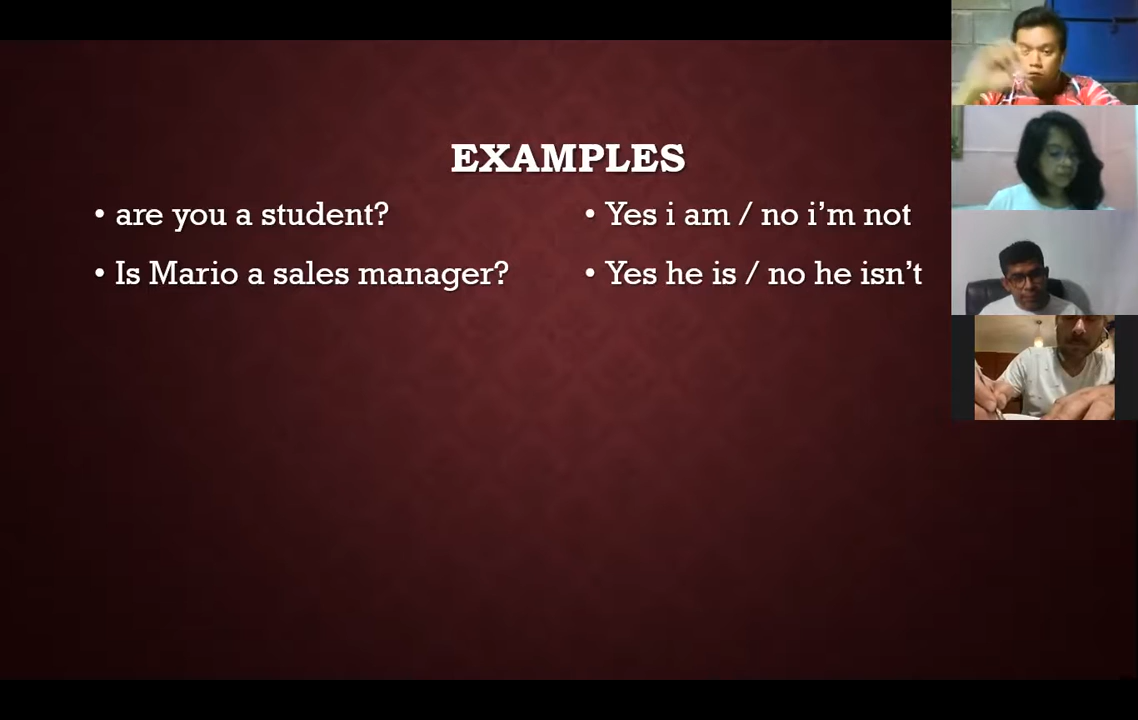 EXAMPLES
• are you a student?
• Yes i am / no i’m not
• Is Mario a sales manager?
• Yes he is / no he isn’t